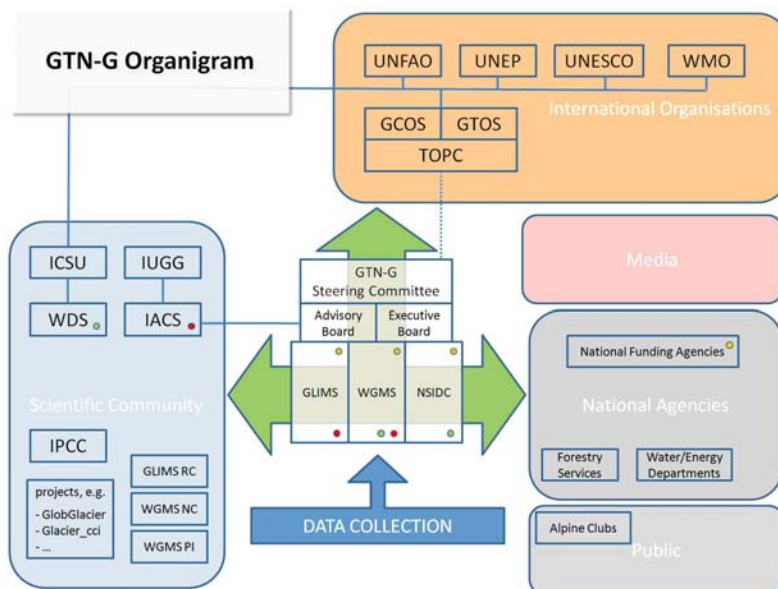 GTN-G Organigram
UNFAO
UNEP
UNESCO
WMO
International Organisations
GCOS
GTOS
TOPC
ICSU
IUGG
WDS
IACS
Scientific Community
IPCC
projects, e.g.
- GlobGlacier
- Glacier_cci
- ...
GLIMS RC
WGMS NC
WGMS PI
GTN-G
Steering Committee
Advisory
Board
Executive
Board
GLIMS
WGMS
NSIDC
DATA COLLECTION
Media
National Funding Agencies
National Agencies
Forestry
Services
Water/Energy
Departments
Alpine Clubs
Public